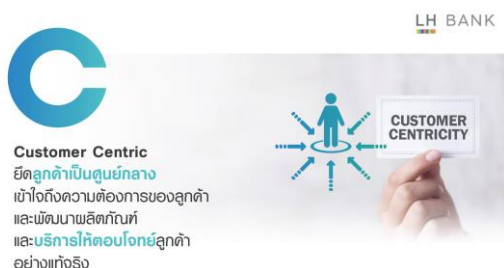 LH BANK
C
CUSTOMER
CENTRICITY
Customer Centric
ยึดลูกค้าเป็นศูนย์กลาง
เข้าใจถึงความต้องการของลูกค้า
และพัฒนาผลิตภัณฑ์
และบริการให้ตอบโจทย์ลูกค้า
อย่างแท้จริง